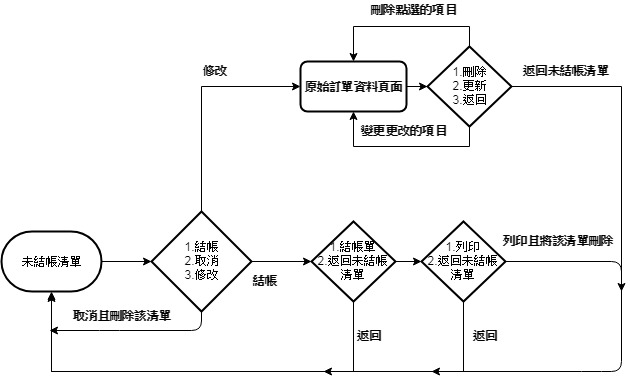 刪除點選的項目
修改
原始訂單資料頁面
1.刪除
2.更新
3.返回
返回未結帳清單
變更更改的項目
未結帳清單
1.結帳
2.取消
3.修改
結帳
1.結帳單
2.返回未結帳
清單
1.列印
2.返回未結帳
清單
列印且將該清單刪除
取消且刪除該清單
返回
返回